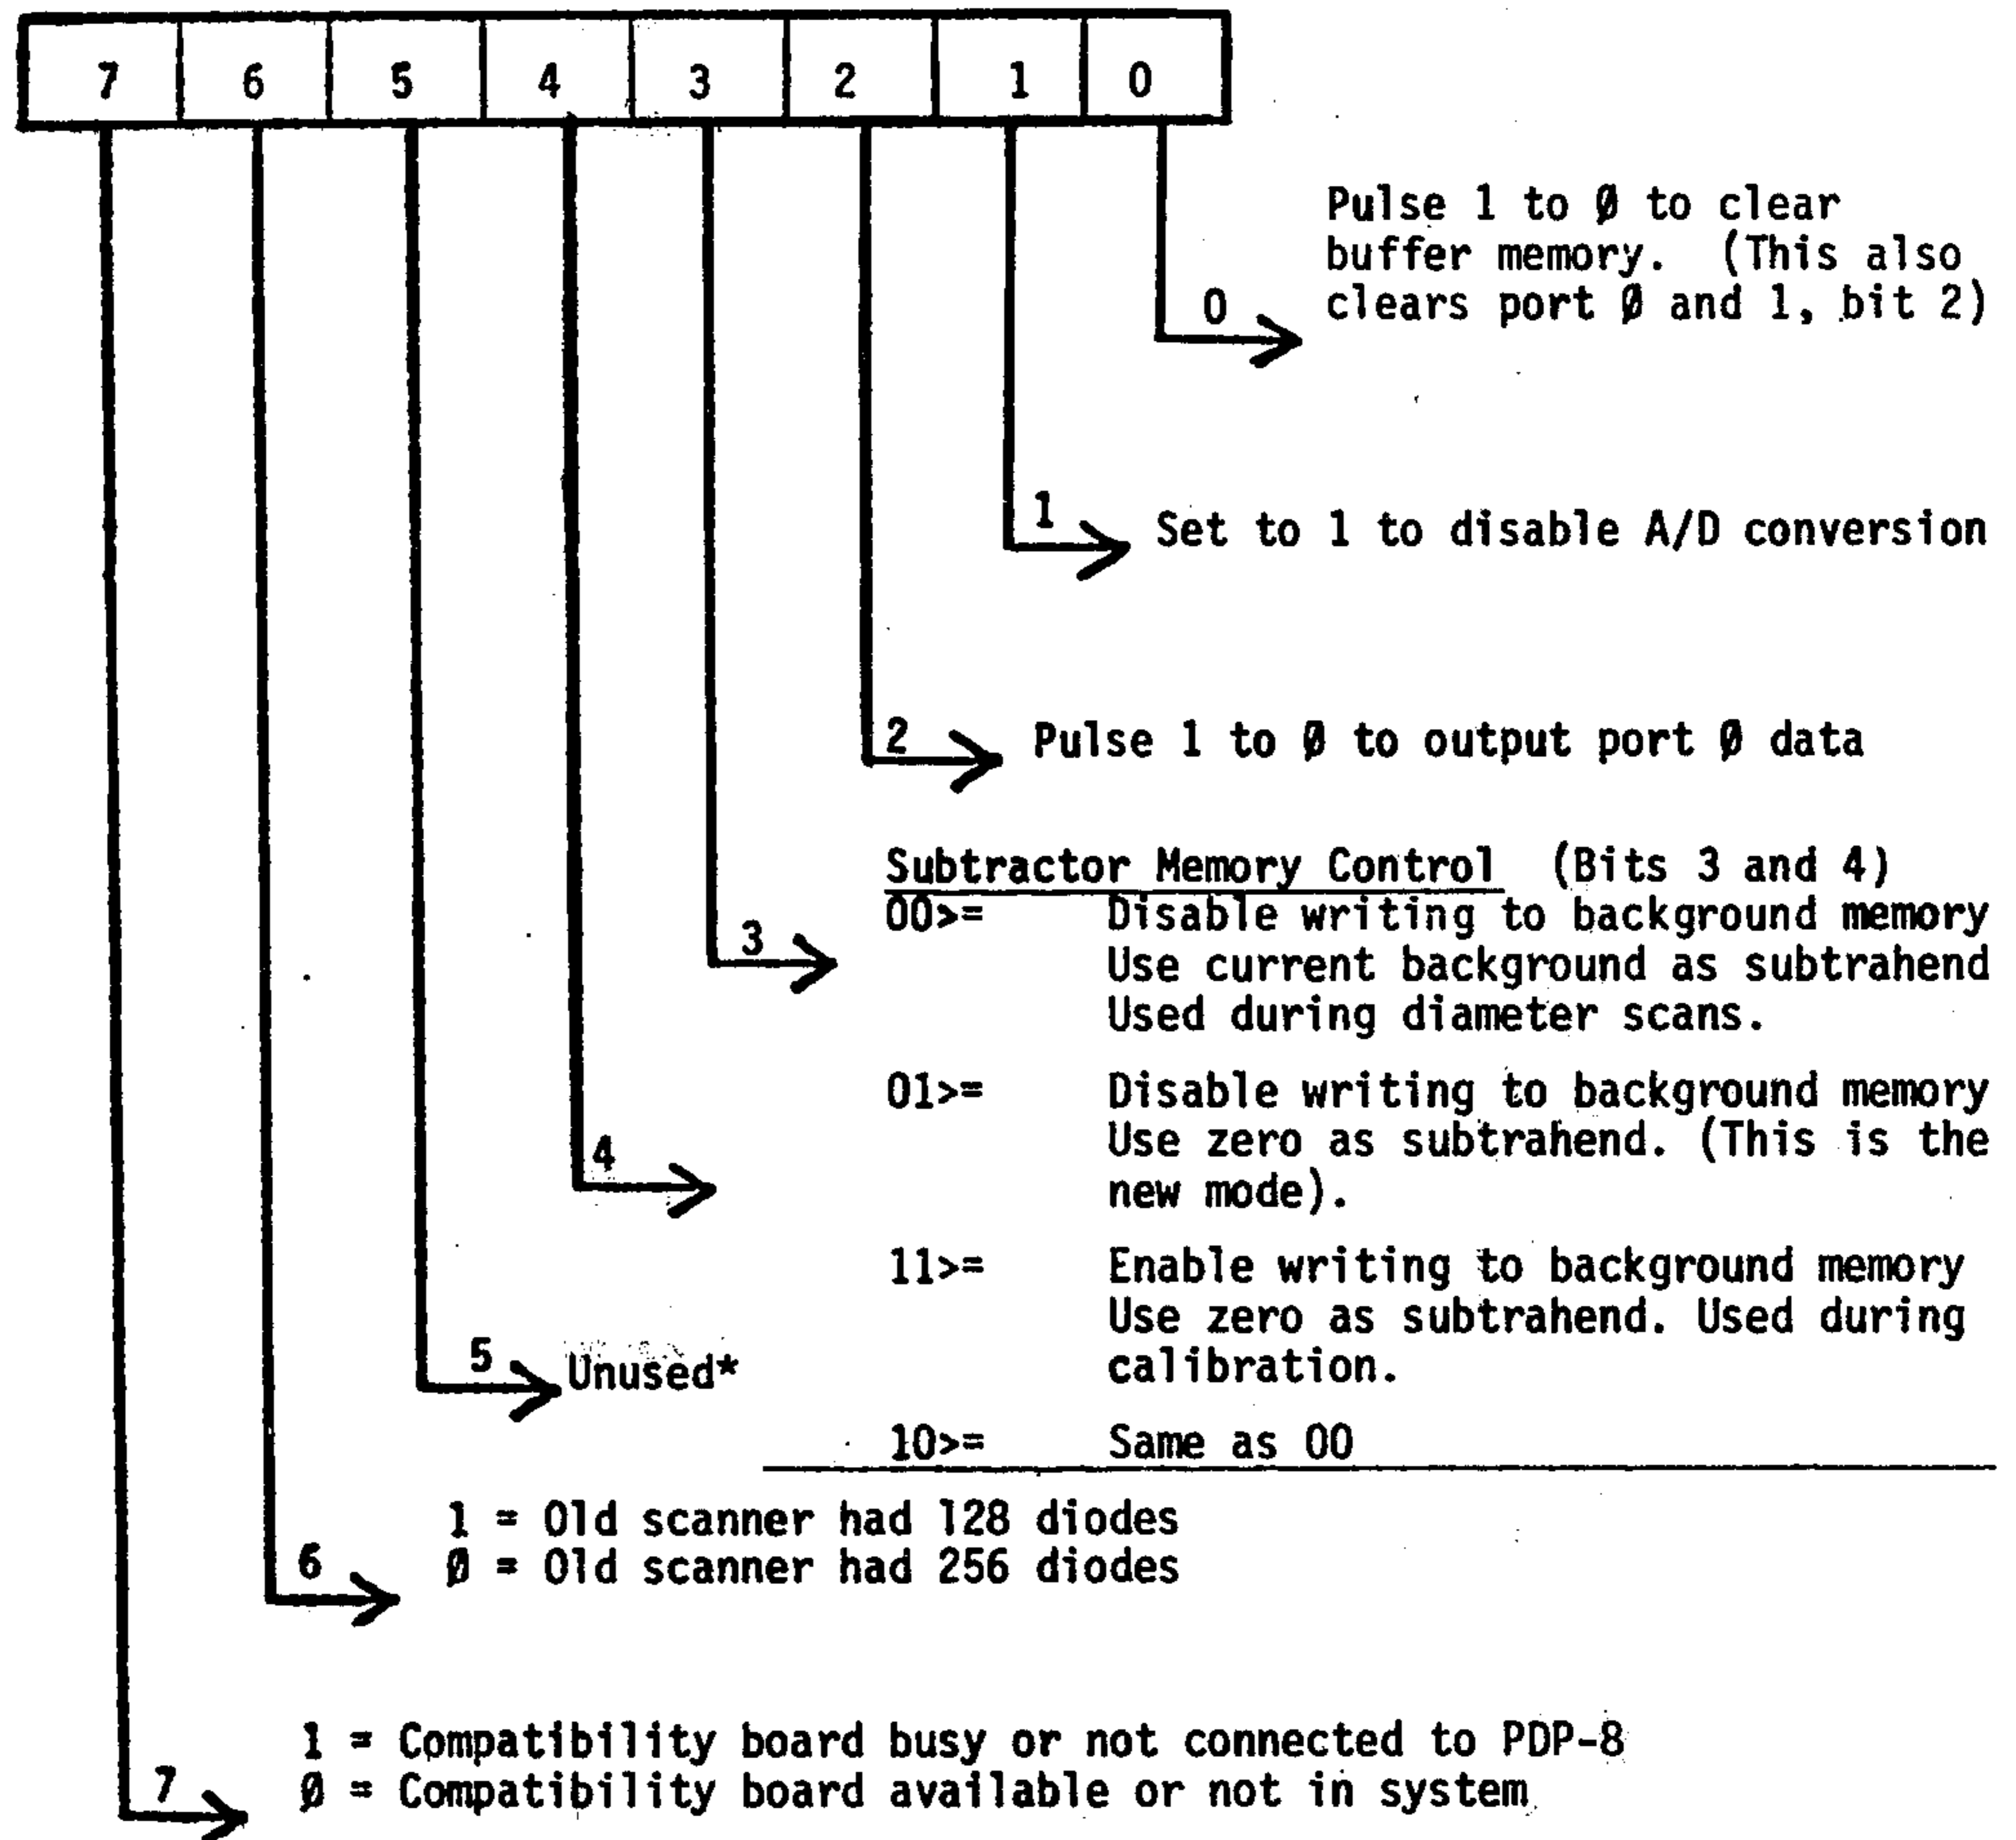 7 6 5 4 3 2 1 0
Pulse 1 to Ø to clear
buffer memory. (This also
clears port Ø and 1, bit 2)
0
1
Set to 1 to disable A/D conversion
2
Pulse 1 to Ø to output port Ø data
Subtractor Memory Control (Bits 3 and 4)
00>= Disable writing to background memory
3
Use current background as subtrahend
Used during diameter scans.
01>= Disable writing to background memory
Use zero as subtrahend. (This is the
4
new mode).
11>= Enable writing to background memory
Use zero as subtrahend. Used during
calibration.
5
Unused*
10>= Same as 00
1 = Old scanner had 128 diodes
Ø = Old scanner had 256 diodes
6
1 = Compatibility board busy or not connected to PDP-8
Ø = Compatibility board available or not in system
7